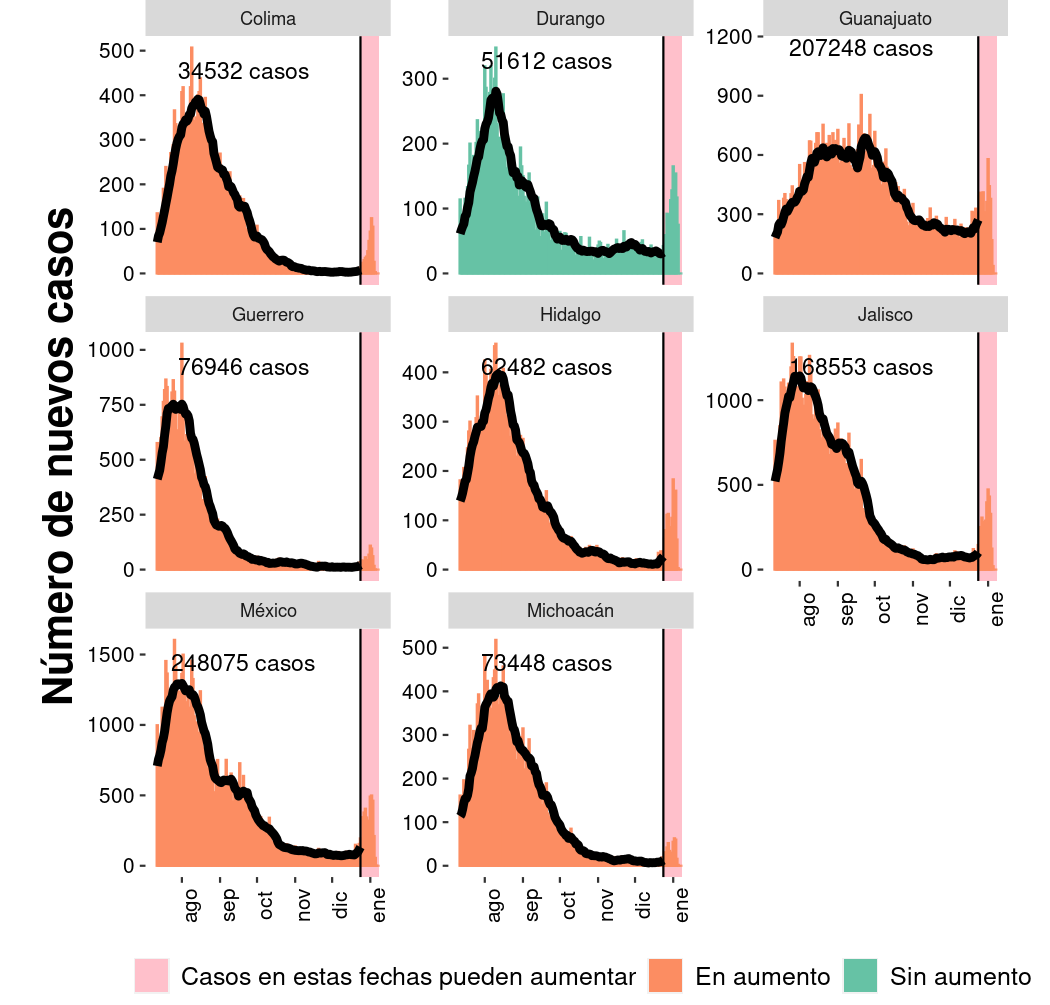 Colima
Durango
Guanajuato
500
400
300
200
100
0
34532 casos
300
200
100
0
51612 casos
1200
900
600
300
0
207248 casos
Guerrero
Hidalgo
Jalisco
1000
750
500
250
0
76946 casos
400
300
200
100
0
62482 casos
1000
500
0
168553 casos
ago
sep
oct
nov
dic
ene
México
Michoacán
1500
1000
500
0
248075 casos
ago
sep
oct
nov
dic
ene
500
400
300
200
100
0
73448 casos
ago
sep
oct
nov
dic
ene
Número de nuevos casos
Casos en estas fechas pueden aumentar
En aumento
Sin aumento